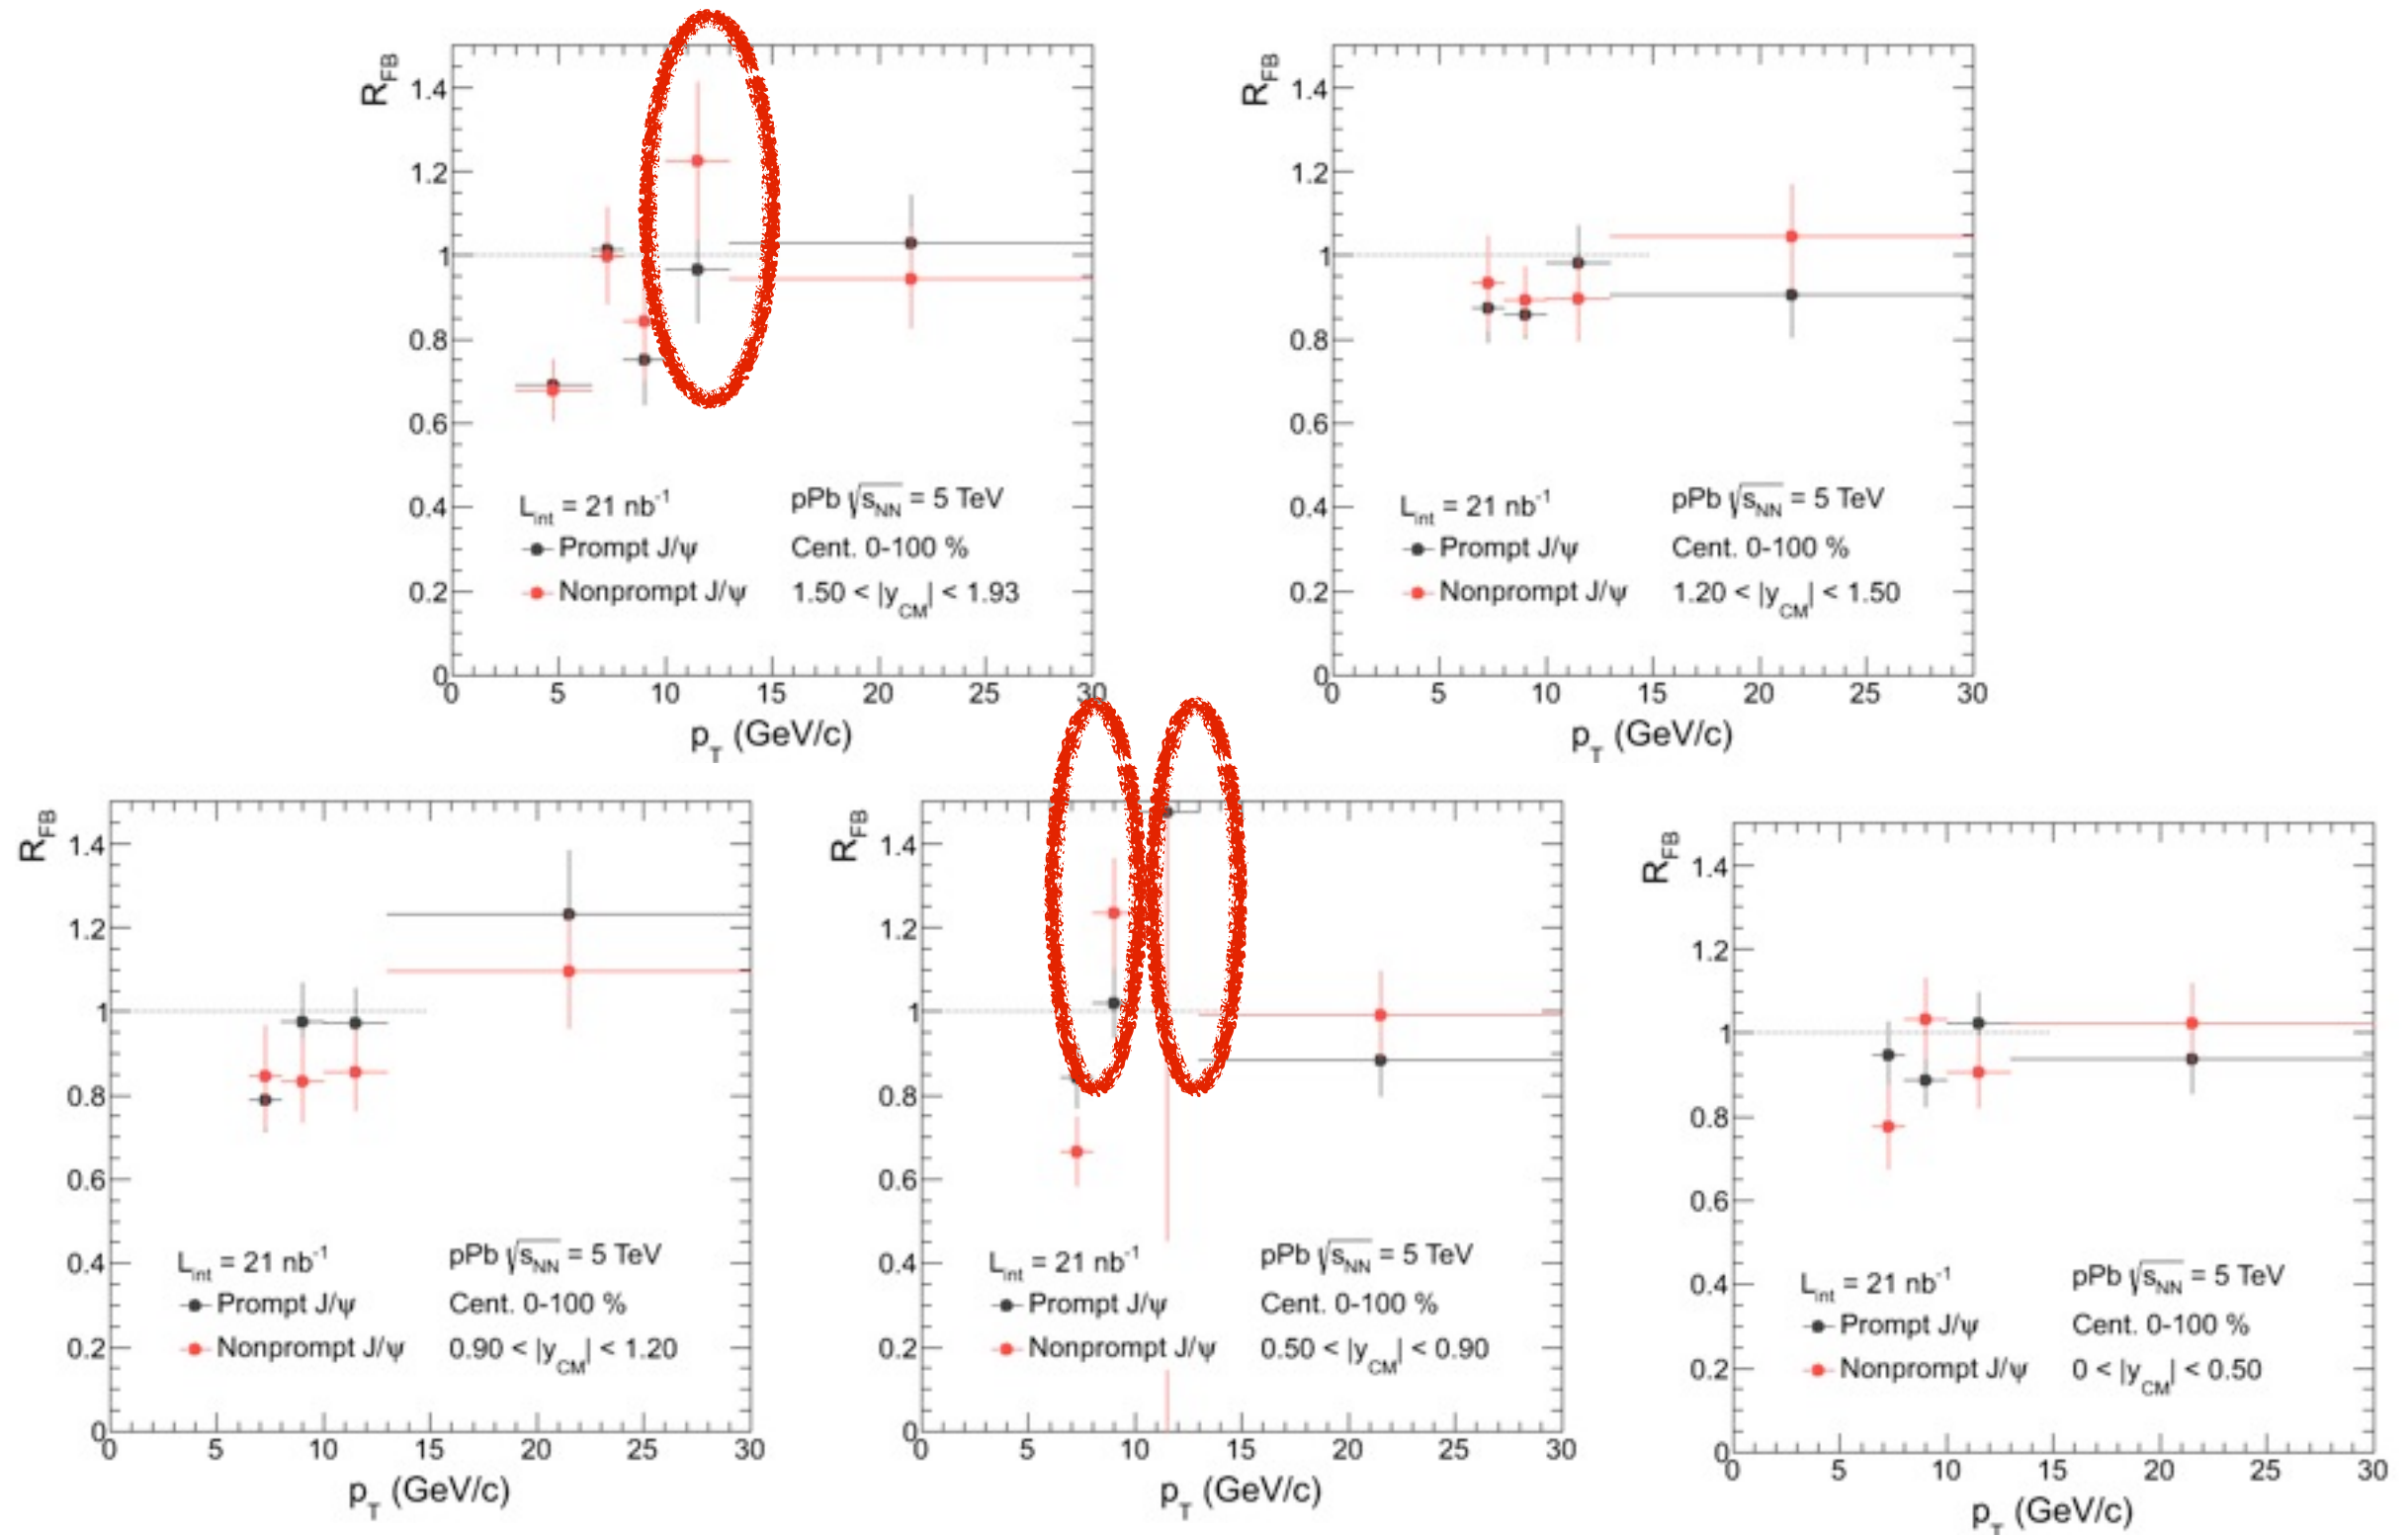 R_FB
1.4
1.2
1
0.8
0.6
0.4
0.2
0
L_int = 21 nb^-1
pPb √s_NN = 5 TeV
Prompt J/ψ
Cent. 0-100 %
Nonprompt J/ψ
1.50 < |y_CM| < 1.93
0 5 10 15 20 25 30
p_T (GeV/c)
R_FB
1.4
1.2
1
0.8
0.6
0.4
0.2
0
L_int = 21 nb^-1
pPb √s_NN = 5 TeV
Prompt J/ψ
Cent. 0-100 %
Nonprompt J/ψ
1.20 < |y_CM| < 1.50
0 5 10 15 20 25 30
p_T (GeV/c)
R_FB
1.4
1.2
1
0.8
0.6
0.4
0.2
0
L_int = 21 nb^-1
pPb √s_NN = 5 TeV
Prompt J/ψ
Cent. 0-100 %
Nonprompt J/ψ
0.90 < |y_CM| < 1.20
0 5 10 15 20 25 30
p_T (GeV/c)
R_FB
1.4
1.2
1
0.8
0.6
0.4
0.2
0
L_int = 21 nb^-1
pPb √s_NN = 5 TeV
Prompt J/ψ
Cent. 0-100 %
Nonprompt J/ψ
0.50 < |y_CM| < 0.90
0 5 10 15 20 25 30
p_T (GeV/c)
R_FB
1.4
1.2
1
0.8
0.6
0.4
0.2
0
L_int = 21 nb^-1
pPb √s_NN = 5 TeV
Prompt J/ψ
Cent. 0-100 %
Nonprompt J/ψ
0 < |y_CM| < 0.50
0 5 10 15 20 25 30
p_T (GeV/c)